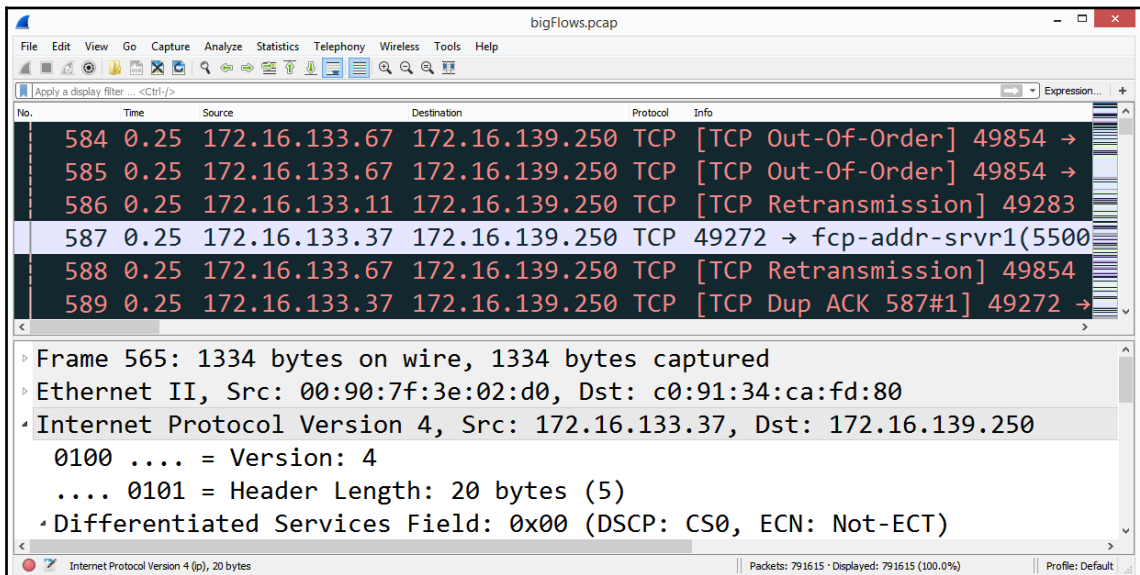 bigFlows.pcap
File Edit View Go Capture Analyze Statistics Telephony Wireless Tools Help
Apply a display filter ... <Ctrl-/> Expression... +
No. Time Source Destination Protocol Info
584 0.25 172.16.133.67 172.16.139.250 TCP [TCP Out-Of-Order] 49854 →
585 0.25 172.16.133.67 172.16.139.250 TCP [TCP Out-Of-Order] 49854 →
586 0.25 172.16.133.11 172.16.139.250 TCP [TCP Retransmission] 49283
587 0.25 172.16.133.37 172.16.139.250 TCP 49272 → fcp-addr-srvr1(5500
588 0.25 172.16.133.67 172.16.139.250 TCP [TCP Retransmission] 49854
589 0.25 172.16.133.37 172.16.139.250 TCP [TCP Dup ACK 587#1] 49272 →
Frame 565: 1334 bytes on wire, 1334 bytes captured
Ethernet II, Src: 00:90:7f:3e:02:d0, Dst: c0:91:34:ca:fd:80
Internet Protocol Version 4, Src: 172.16.133.37, Dst: 172.16.139.250
0100 .... = Version: 4
.... 0101 = Header Length: 20 bytes (5)
Differentiated Services Field: 0x00 (DSCP: CS0, ECN: Not-ECT)
Internet Protocol Version 4 (ip), 20 bytes Packets: 791615 · Displayed: 791615 (100.0%) Profile: Default